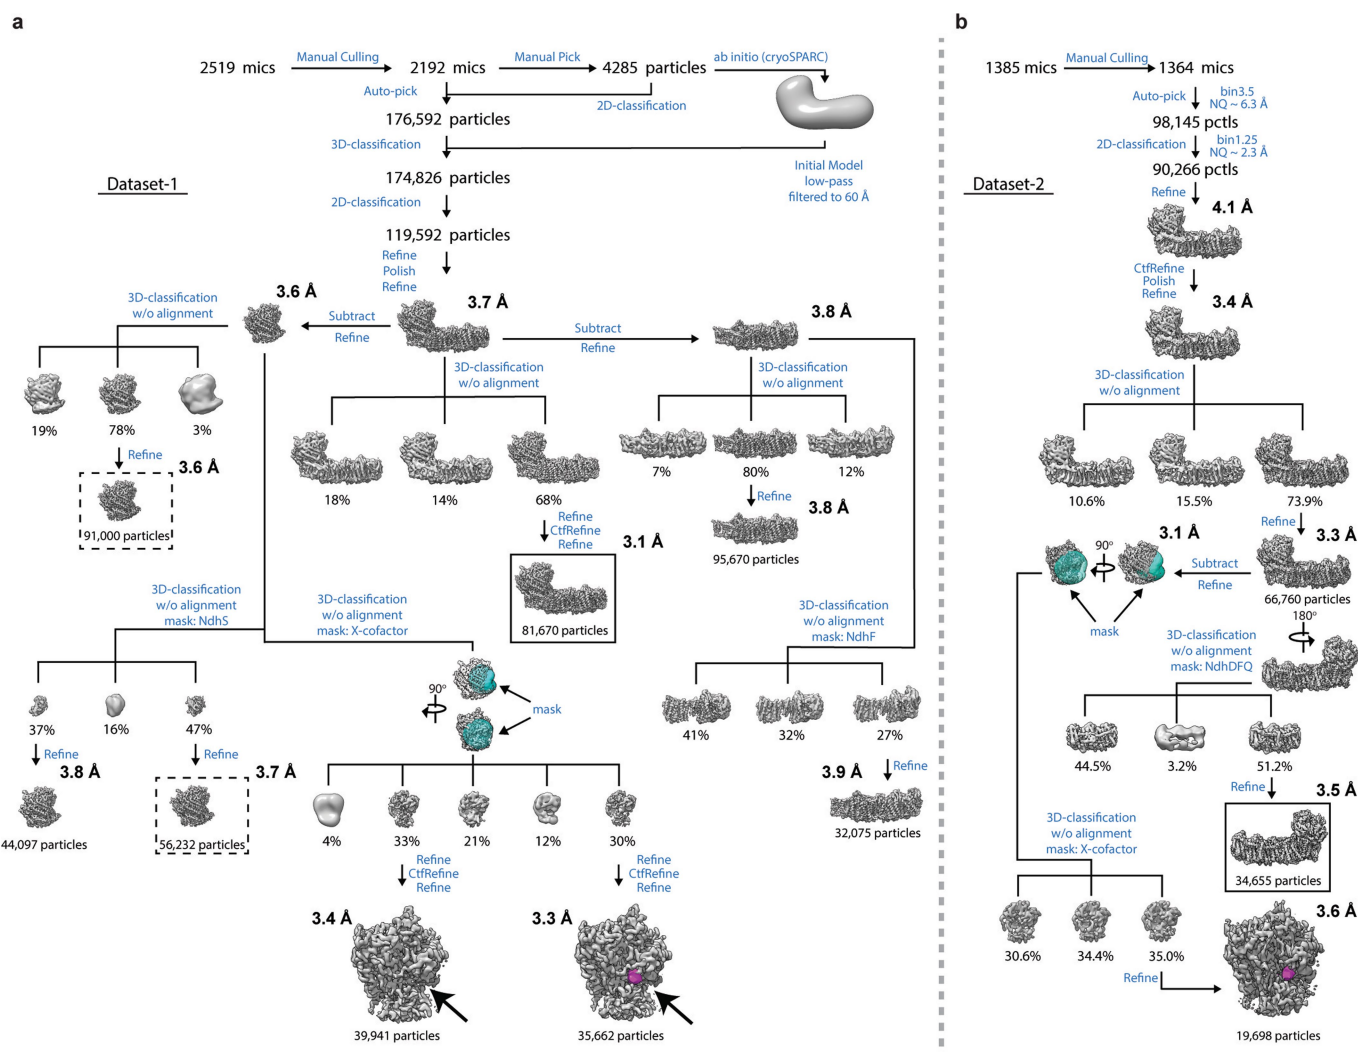 a
2519 mics
Manual Culling
2192 mics
Manual Pick
4285 particles
ab initio (cryoSPARC)
Auto-pick
2D-classification
176,592 particles
3D-classification
Initial Model
low-pass
filtered to 60 Å
Dataset-1
174,826 particles
2D-classification
119,592 particles
Refine
Polish
Refine
3D-classification
w/o alignment
3.6 Å
Subtract
Refine
3.7 Å
Subtract
Refine
3.8 Å
19%
78%
3%
Refine
3.6 Å
91,000 particles
3D-classification
w/o alignment
18%
14%
68%
Refine
CtfRefine
Refine
3.1 Å
81,670 particles
3D-classification
w/o alignment
7%
80%
12%
Refine
3.8 Å
95,670 particles
3D-classification
w/o alignment
mask: NdhS
37%
16%
47%
Refine
3.8 Å
44,097 particles
Refine
3.7 Å
56,232 particles
3D-classification
w/o alignment
mask: X-cofactor
90°
mask
4%
33%
21%
12%
30%
Refine
CtfRefine
Refine
3.4 Å
39,941 particles
Refine
CtfRefine
Refine
3.3 Å
35,662 particles
3D-classification
w/o alignment
mask: NdhF
41%
32%
27%
Refine
3.9 Å
32,075 particles
b
1385 mics
Manual Culling
1364 mics
Auto-pick
bin3.5
NQ ~ 6.3 Å
98,145 pctls
2D-classification
bin1.25
NQ ~ 2.3 Å
90,266 pctls
Dataset-2
Refine
4.1 Å
CtfRefine
Polish
Refine
3.4 Å
3D-classification
w/o alignment
10.6%
15.5%
73.9%
Refine
3.3 Å
66,760 particles
Subtract
Refine
3.1 Å
90°
mask
180°
3D-classification
w/o alignment
mask: NdhDFQ
44.5%
3.2%
51.2%
Refine
3.5 Å
34,655 particles
3D-classification
w/o alignment
mask: X-cofactor
30.6%
34.4%
35.0%
Refine
3.6 Å
19,698 particles